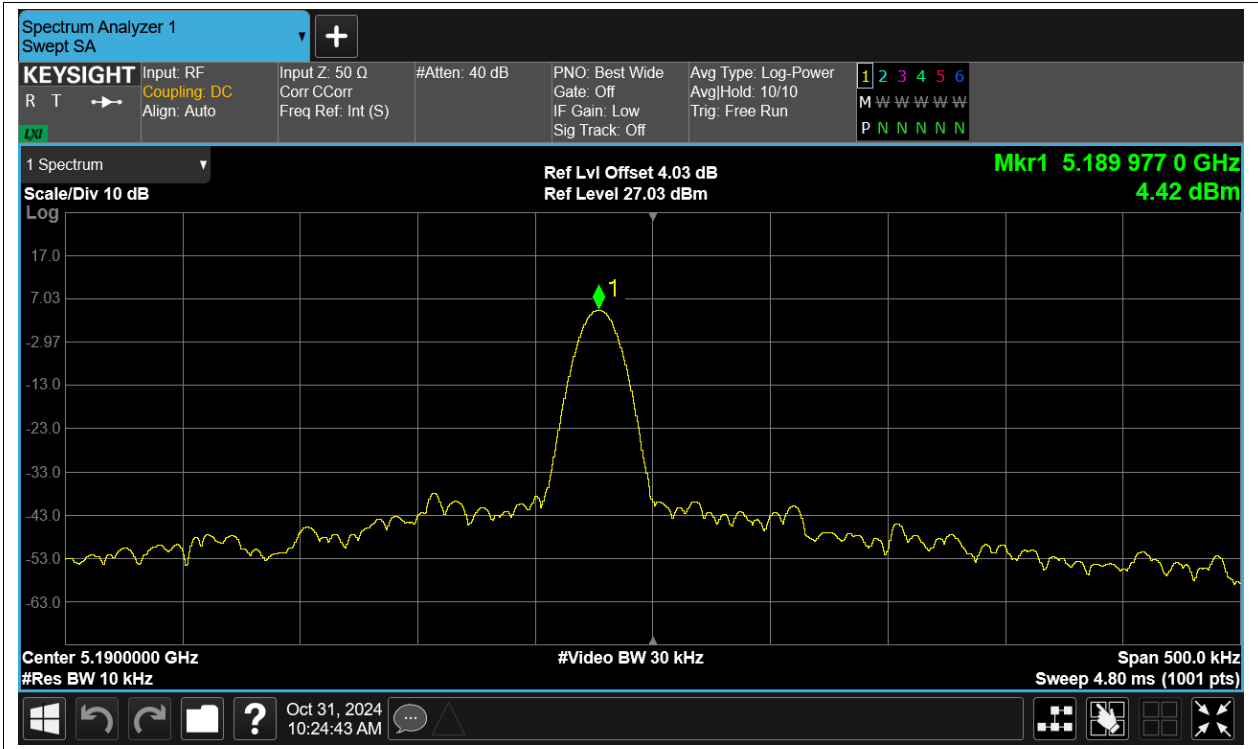 Spectrum Analyzer 1
Swept SA
+
KEYSIGHT
R T
LXI
Input: RF
Coupling: DC
Align: Auto
Input Z: 50 Ω
Corr CCorr
Freq Ref: Int (S)
#Atten: 40 dB
PNO: Best Wide
Gate: Off
IF Gain: Low
Sig Track: Off
Avg Type: Log-Power
Avg|Hold: 10/10
Trig: Free Run
1 2 3 4 5 6
M W W W W W
P N N N N N
1 Spectrum
Scale/Div 10 dB
Log
Ref Lvl Offset 4.03 dB
Ref Level 27.03 dBm
Mkr1 5.189 977 0 GHz
4.42 dBm
17.0
7.03
-2.97
-13.0
-23.0
-33.0
-43.0
-53.0
-63.0
1
Center 5.1900000 GHz
#Res BW 10 kHz
#Video BW 30 kHz
Span 500.0 kHz
Sweep 4.80 ms (1001 pts)
?
Oct 31, 2024
10:24:43 AM